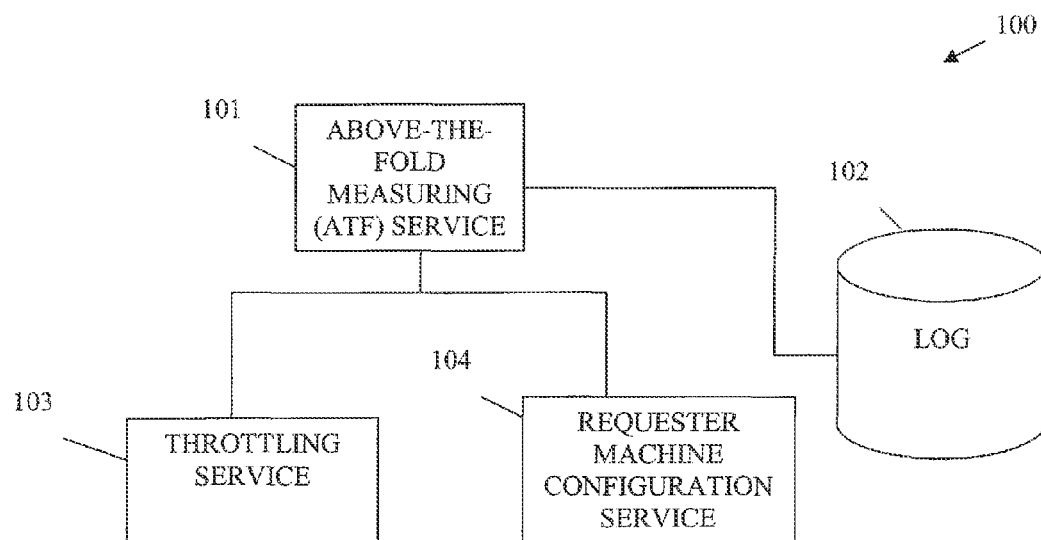 100
101
ABOVE-THE-
FOLD
MEASURING
(ATF) SERVICE
102
LOG
103
THROTTLING
SERVICE
104
REQUESTER
MACHINE
CONFIGURATION
SERVICE